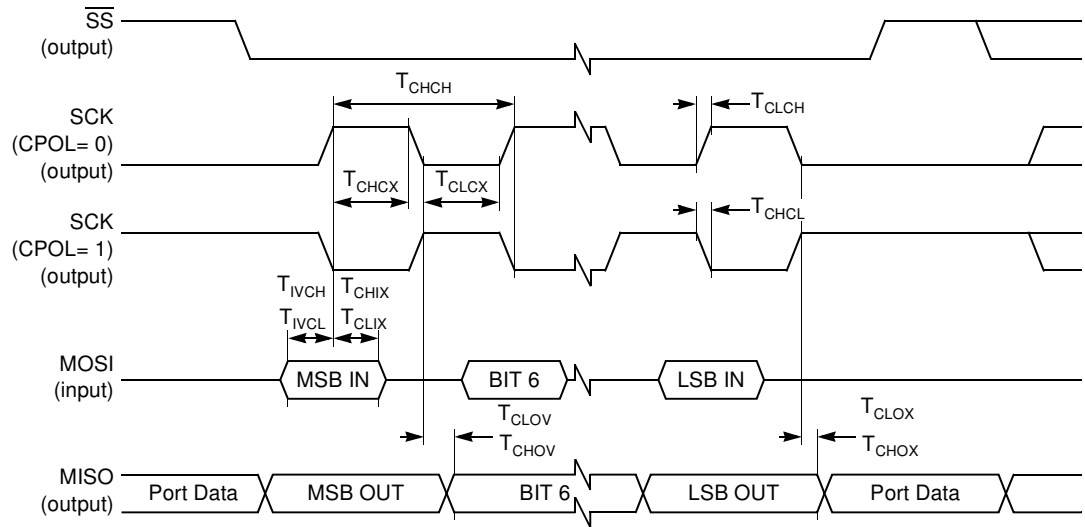 SS
(output)
T_CHCH
T_CLCH
SCK
(CPOL= 0)
(output)
T_CHCX T_CLCX
T_CHCL
SCK
(CPOL= 1)
(output)
T_IVCH T_CHIX
T_IVCL T_CLIX
MOSI
(input)
MSB IN BIT 6 LSB IN
T_CLOV T_CLOX
T_CHOV T_CHOX
MISO
(output)
Port Data MSB OUT BIT 6 LSB OUT Port Data